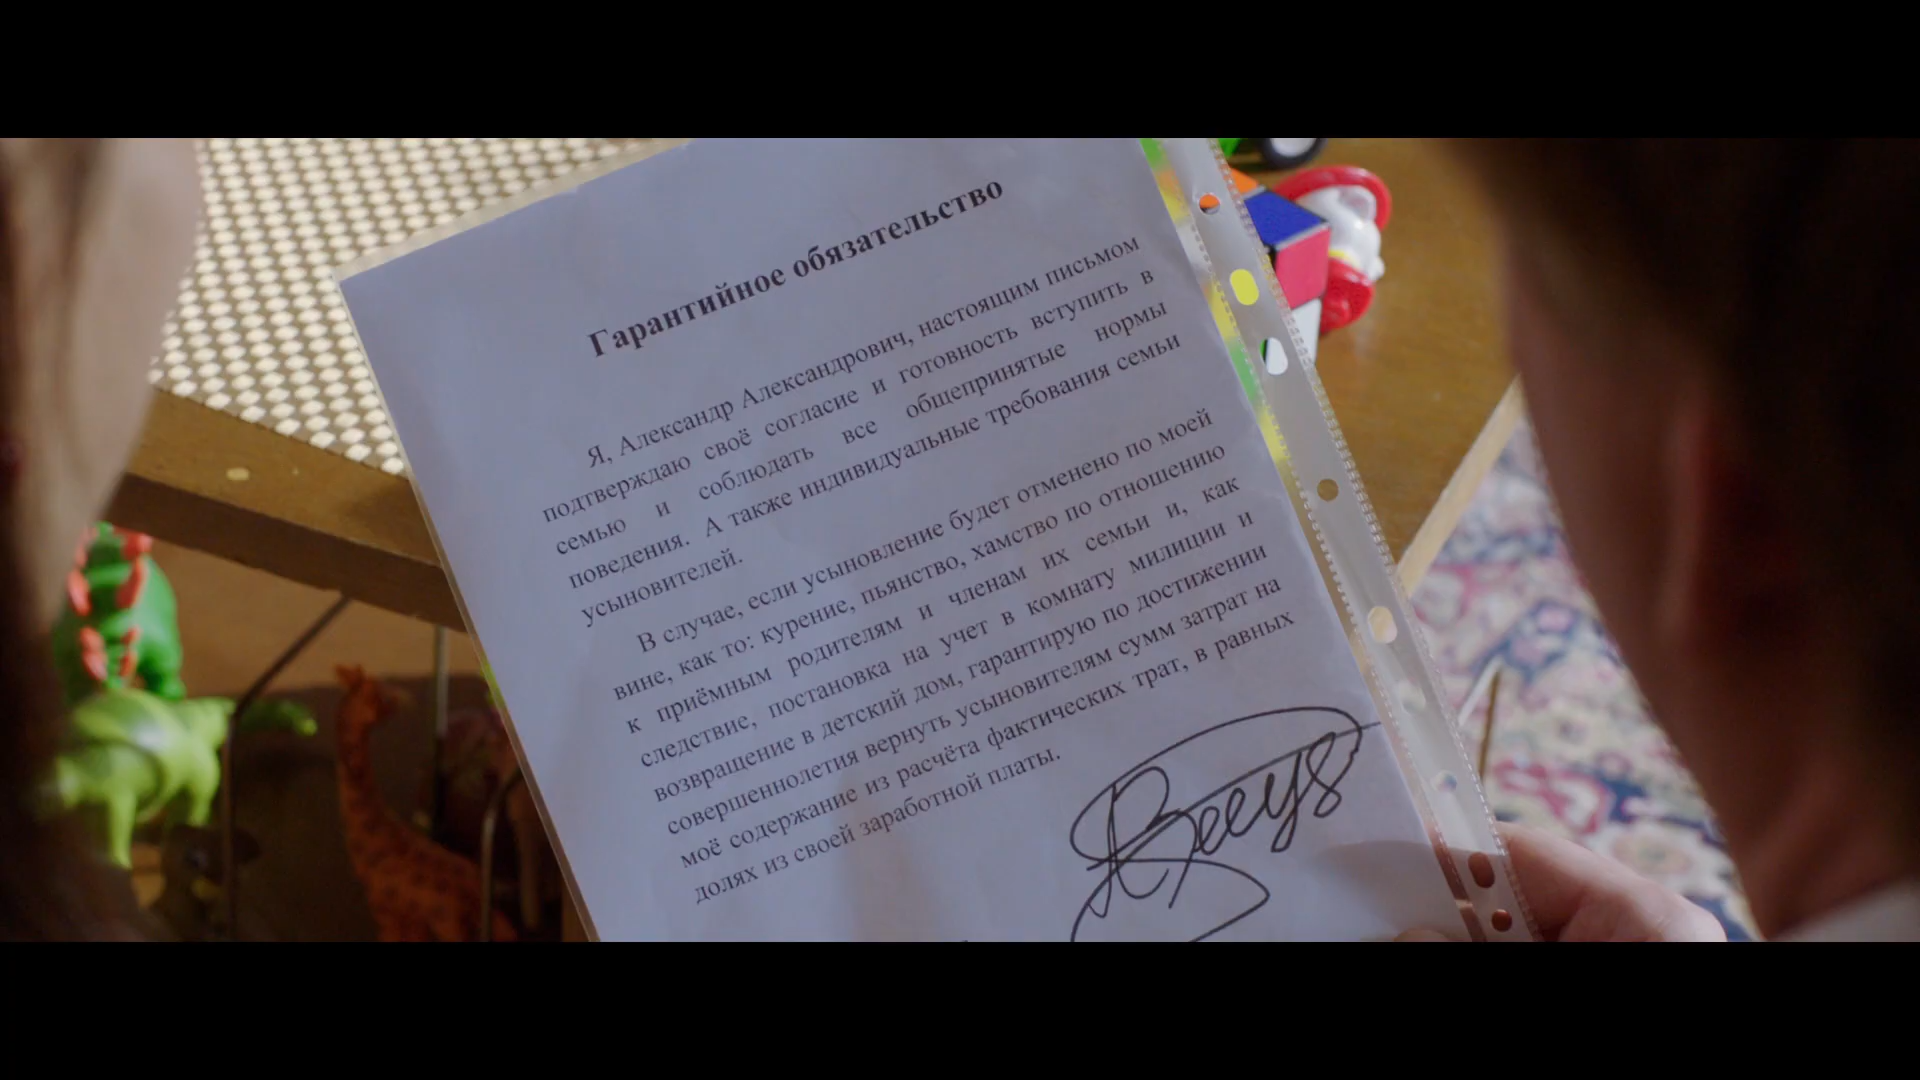 Гарантийное обязательство
Я, Александр Александрович, настоящим письмом
подтверждаю своё согласие и готовность вступить в
семью и соблюдать все общепринятые нормы
поведения. А также индивидуальные требования семьи
усыновителей.
В случае, если усыновление будет отменено по моей
вине, как то: курение, пьянство, хамство по отношению
к приёмным родителям и членам их семьи и, как
следствие, постановка на учет в комнату милиции и
возвращение в детский дом, гарантирую по достижении
совершеннолетия вернуть усыновителям сумм затрат на
моё содержание из расчёта фактических трат, в равных
долях из своей заработной платы.